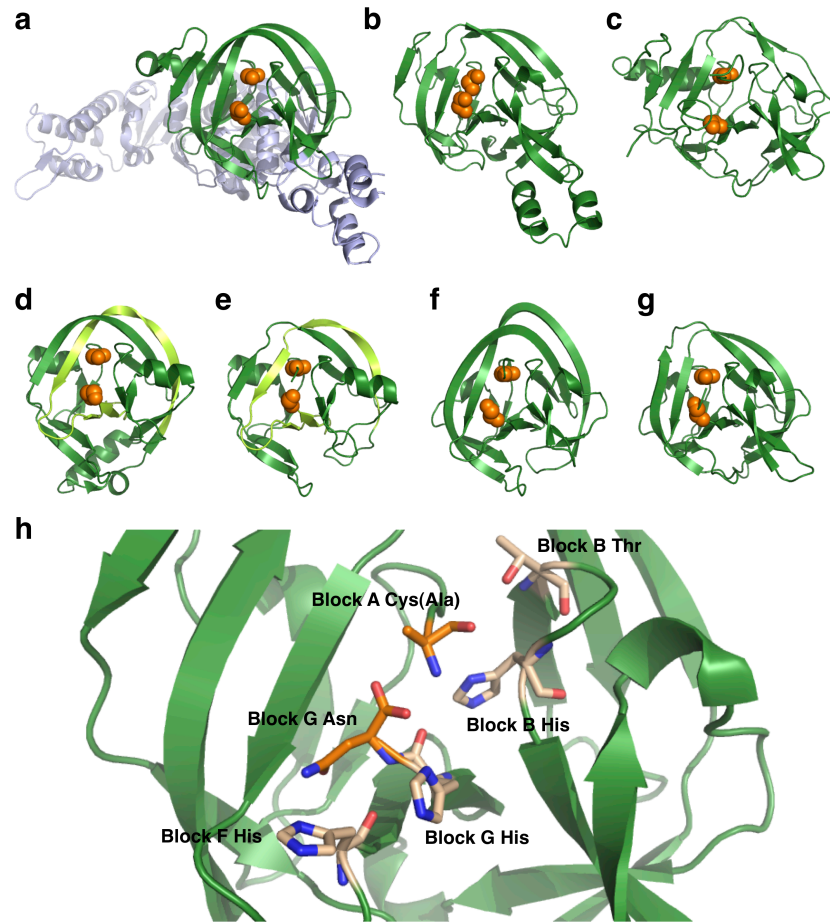 a
b
c
d
e
f
g
h
Block B Thr
Block A Cys(Ala)
Block G Asn
Block B His
Block F His
Block G His